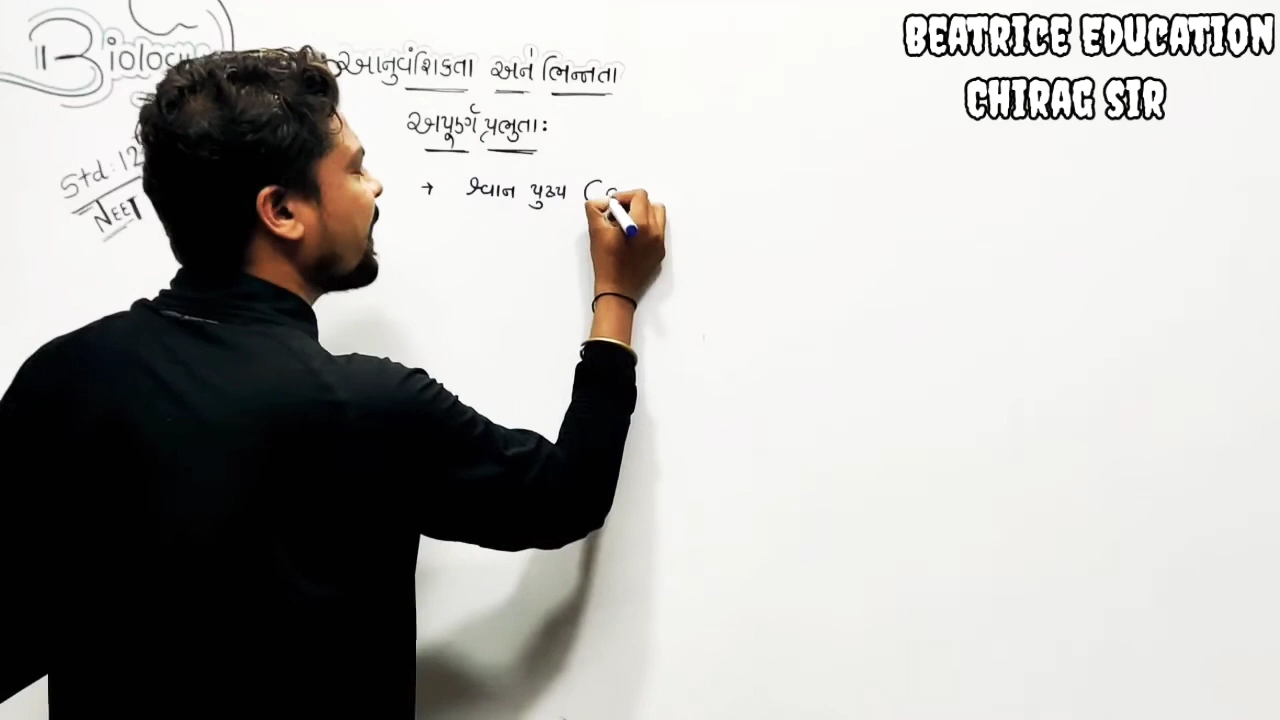 BEATRICE EDUCATION
CHIRAG SIR
Biology
Std: 12
NEET
આનુવંશિકતા અને ભિન્નતા
અપૂર્ણ પ્રભુતા:
→ શ્વાન પુષ્પ (